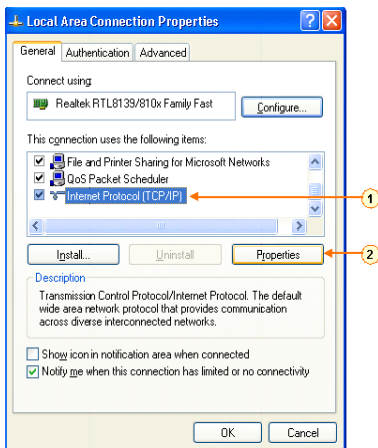 Local Area Connection Properties
General Authentication Advanced
Connect using:
Realtek RTL8139/810x Family Fast
Configure...
This connection uses the following items:
File and Printer Sharing for Microsoft Networks
QoS Packet Scheduler
Internet Protocol (TCP/IP)
1
Install... Uninstall Properties
2
Description
Transmission Control Protocol/Internet Protocol. The default
wide area network protocol that provides communication
across diverse interconnected networks.
Show icon in notification area when connected
Notify me when this connection has limited or no connectivity
OK Cancel